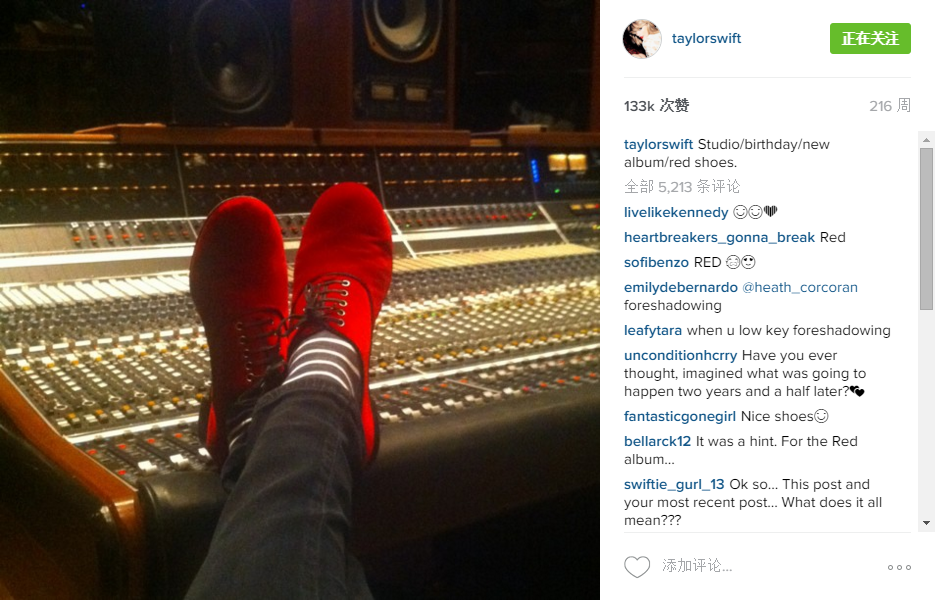 taylorswift
正在关注
133k 次赞
216 周
taylorswift Studio/birthday/new
album/red shoes.
全部 5,213 条评论
livelikekennedy 😊😊❤
heartbreakers_gonna_break Red
sofibenzo RED 😂😍
emilydebernardo @heath_corcoran
foreshadowing
leafytara when u low key foreshadowing
unconditionhcrry Have you ever
thought, imagined what was going to
happen two years and a half later?💕
fantasticgonegirl Nice shoes😊
bellarck12 It was a hint. For the Red
album...
swiftie_gurl_13 Ok so... This post and
your most recent post... What does it all
mean???
添加评论...